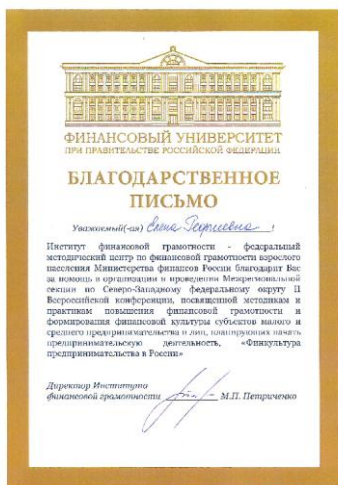 ФИНАНСОВЫЙ УНИВЕРСИТЕТ
ПРИ ПРАВИТЕЛЬСТВЕ РОССИЙСКОЙ ФЕДЕРАЦИИ
БЛАГОДАРСТВЕННОЕ
ПИСЬМО
Уважаемый(-ая) Елена Георгиевна !
Институт финансовой грамотности - федеральный
методический центр по финансовой грамотности взрослого
населения Министерства финансов России благодарит Вас
за помощь в организации и проведении Межрегиональной
секции по Северо-Западному федеральному округу II
Всероссийской конференции, посвященной методикам и
практикам повышения финансовой грамотности и
формирования финансовой культуры субъектов малого и
среднего предпринимательства и лиц, планирующих начать
предпринимательскую деятельность, «Финкультура
предпринимательства в России»
Директор Института
финансовой грамотности М.П. Петриченко